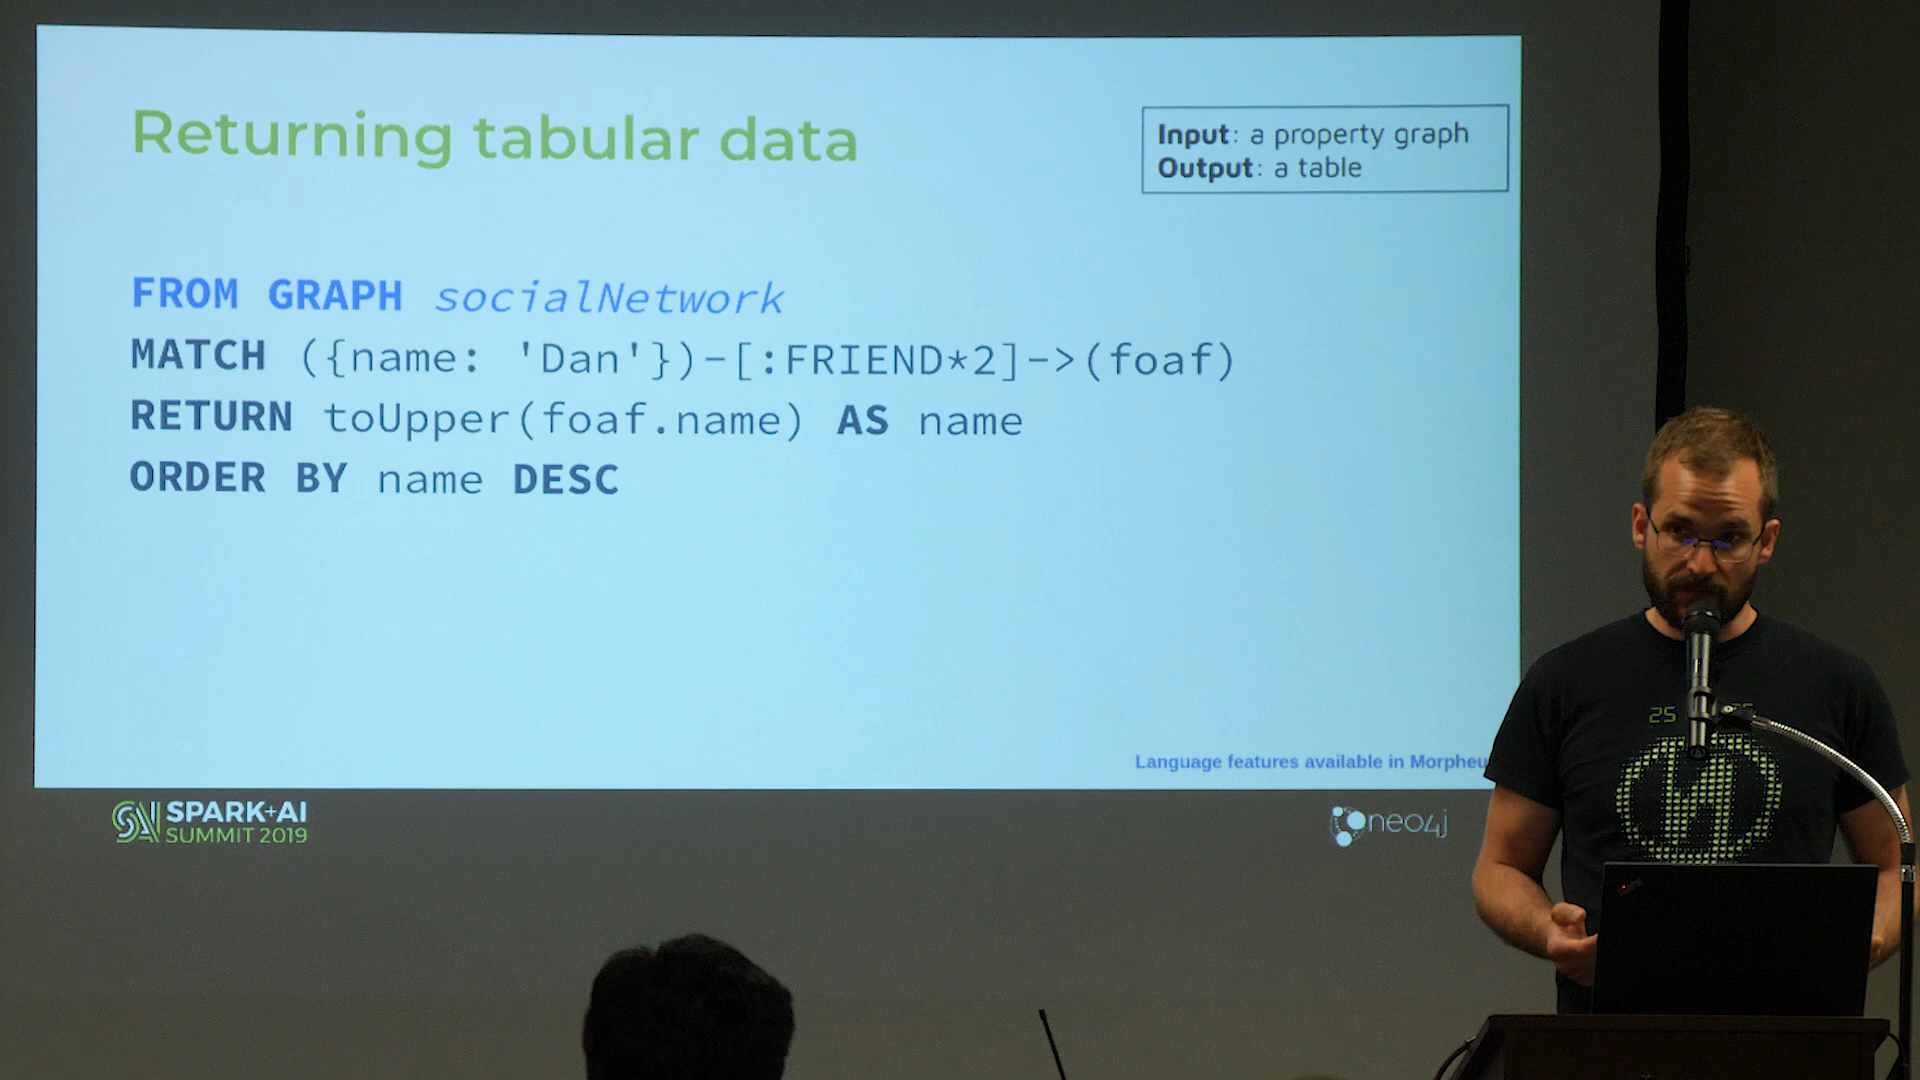 Returning tabular data
Input: a property graph
Output: a table
FROM GRAPH socialNetwork
MATCH ({name: 'Dan'})-[:FRIEND*2]->(foaf)
RETURN toUpper(foaf.name) AS name
ORDER BY name DESC
Language features available in
SPARK+AI
SUMMIT 2019
neo4j
25